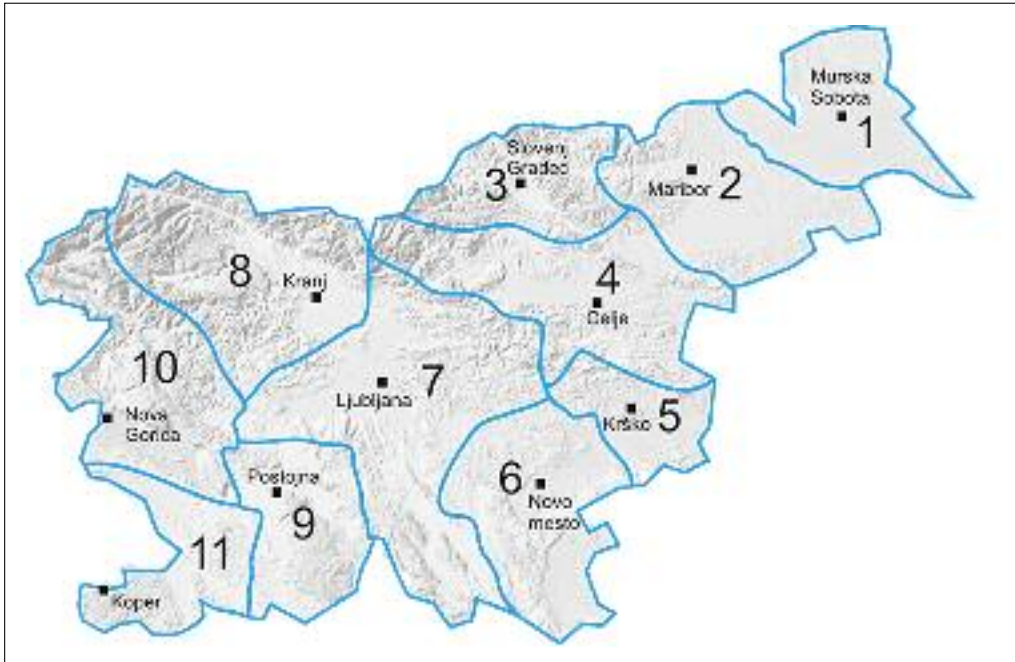 Murska
Sobota
1
Slovenj
Gradec
3
Maribor
2
8
Kranj
4
Celje
10
7
Ljubljana
Nova
Gorica
Krško
5
Postojna
6
Novo
mesto
9
11
Koper